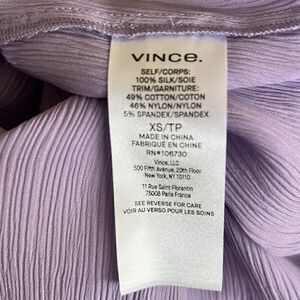 VINCE.
SELF/CORPS:
100% SILK/SOIE
TRIM/GARNITURE:
49% COTTON/COTON
46% NYLON/NYLON
5% SPANDEX/SPANDEX
XS/TP
MADE IN CHINA
FABRIQUÉ EN CHINE
RN#106730
Vince, LLC
500 Fifth Avenue, 20th Floor
New York, NY 10110
11 Rue Saint Florentin
75008 Paris France
SEE REVERSE FOR CARE
VOIR AU VERSO POUR LES SOINS